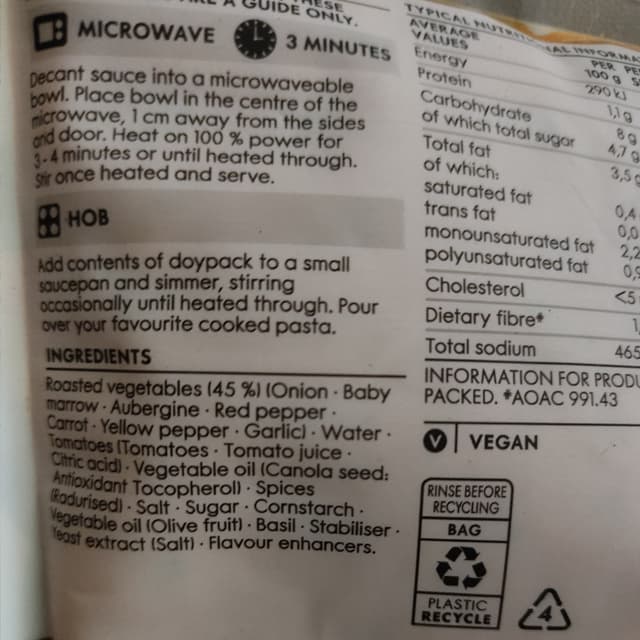 A GUIDE ONLY.
MICROWAVE
3 MINUTES
Decant sauce into a microwaveable
bowl. Place bowl in the centre of the
microwave, 1 cm away from the sides
and door. Heat on 100 % power for
3-4 minutes or until heated through.
Stir once heated and serve.
HOB
Add contents of doypack to a small
saucepan and simmer, stirring
occasionally until heated through. Pour
over your favourite cooked pasta.
INGREDIENTS
Roasted vegetables (45 %) (Onion · Baby
marrow · Aubergine · Red pepper ·
Carrot · Yellow pepper · Garlic) · Water ·
Tomatoes (Tomatoes · Tomato juice ·
Citric acid) · Vegetable oil (Canola seed:
Antioxidant Tocopherol) · Spices
(Radurised) · Salt · Sugar · Cornstarch ·
Vegetable oil (Olive fruit) · Basil · Stabiliser ·
Yeast extract (Salt) · Flavour enhancers.
TYPICAL
AVERAGE
VALUES
PER
100 g
Energy 290 kJ
Protein 1,1 g
Carbohydrate 8 g
of which total sugar 4,7 g
Total fat 3,5 g
of which:
saturated fat 0,4
trans fat 0,0
monounsaturated fat 2,2
polyunsaturated fat 0,9
Cholesterol <5
Dietary fibre# 1,
Total sodium 465
INFORMATION FOR
PACKED. #AOAC 991.43
V VEGAN
RINSE BEFORE
RECYCLING
BAG
PLASTIC
RECYCLE
4